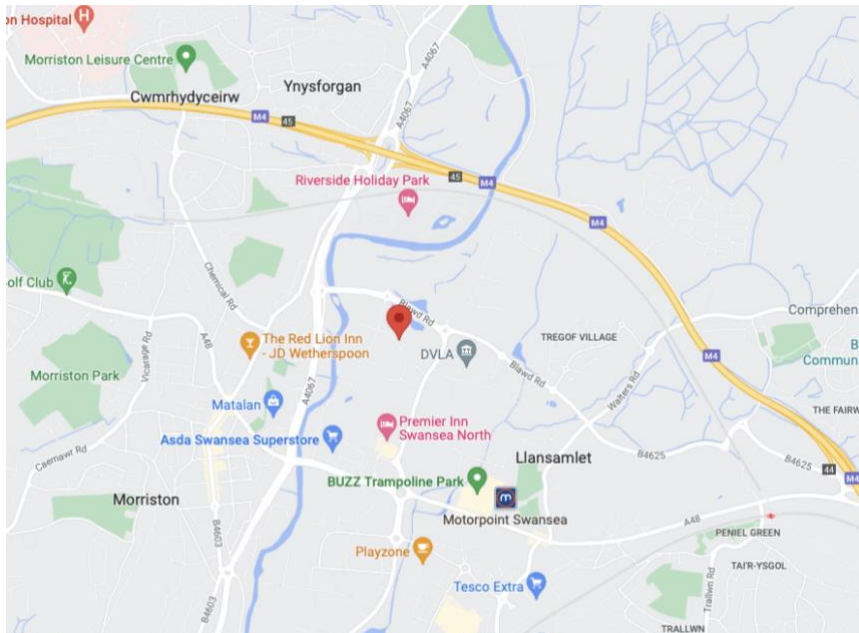 on Hospital
H
A4067
Morriston Leisure Centre
Ynysforgan
Cwmrhydyceirw
A4067
M4
45
45
M4
Riverside Holiday Park
M4
Chemical Rd
olf Club
Blawd Rd
Comprehen
B
Commun
The Red Lion Inn
- JD Wetherspoon
A48
Vicarage Rd
TREGOF VILLAGE
DVLA
Blawd Rd
M4
Morriston Park
A4067
Matalan
Walters Rd
THE FAIRW
Premier Inn
Swansea North
Asda Swansea Superstore
Caemawr Rd
Llansamlet
B4625
B4625
44
M4
BUZZ Trampoline Park
Morriston
m
Motorpoint Swansea
A48
B4603
PENIEL GREEN
Playzone
TAI'R-YSGOL
Tesco Extra
Trallwn Rd
B4603
TRALLWN